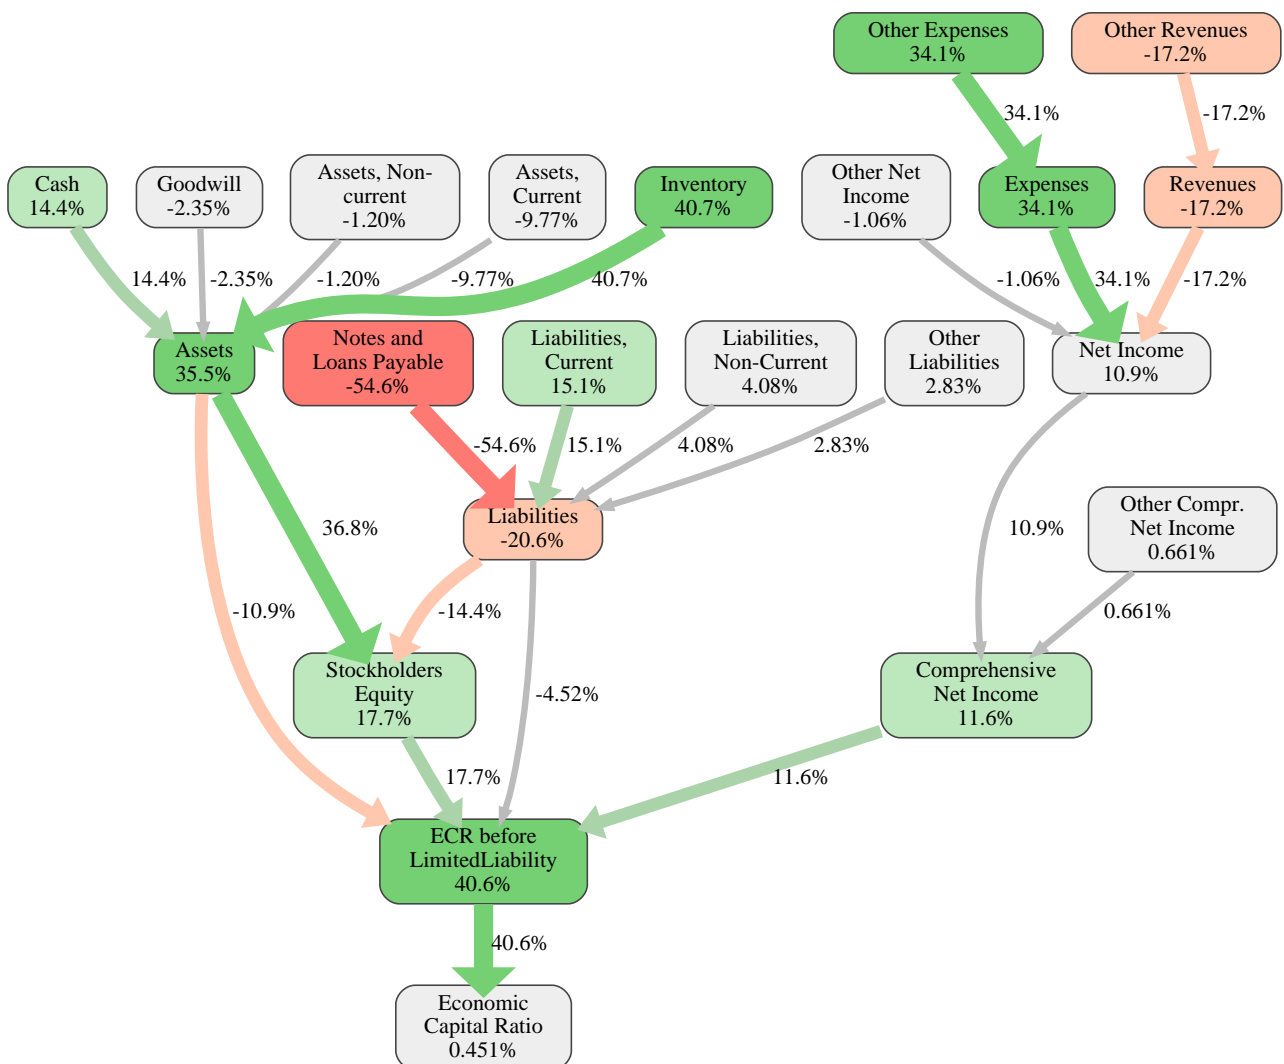 Other Expenses
34.1%
Other Revenues
-17.2%
34.1%
-17.2%
Cash
14.4%
Goodwill
-2.35%
Assets, Non-
current
-1.20%
Assets,
Current
-9.77%
Inventory
40.7%
Other Net
Income
-1.06%
Expenses
34.1%
Revenues
-17.2%
14.4%
-2.35%
-1.20%
-9.77%
40.7%
-1.06%
34.1%
-17.2%
Assets
35.5%
Notes and
Loans Payable
-54.6%
Liabilities,
Current
15.1%
Liabilities,
Non-Current
4.08%
Other
Liabilities
2.83%
Net Income
10.9%
-54.6%
15.1%
4.08%
2.83%
36.8%
Liabilities
-20.6%
10.9%
Other Compr.
Net Income
0.661%
-10.9%
-14.4%
0.661%
Stockholders
Equity
17.7%
-4.52%
Comprehensive
Net Income
11.6%
17.7%
11.6%
ECR before
LimitedLiability
40.6%
40.6%
Economic
Capital Ratio
0.451%